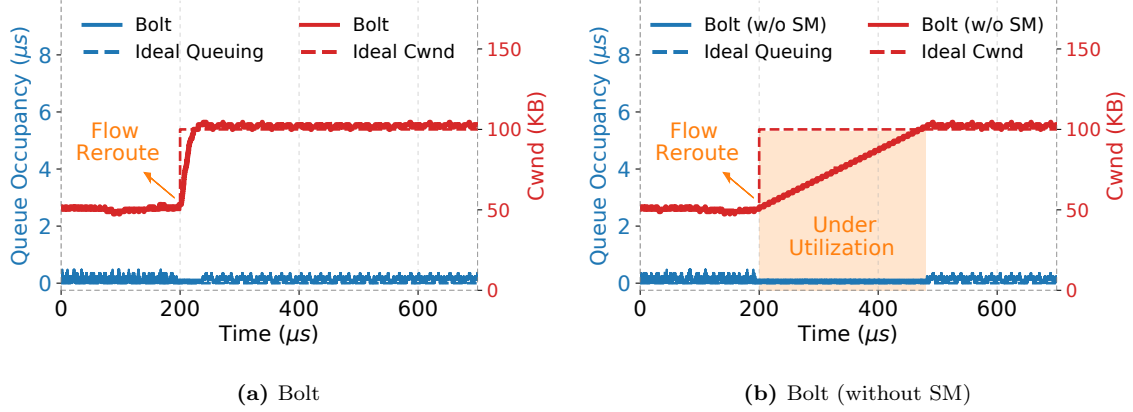 Bolt
Ideal Queuing
Bolt
Ideal Cwnd
Queue Occupancy (μs)
8
6
4
2
0
Flow
Reroute
150
100
50
0
Cwnd (KB)
0 200 400 600
Time (μs)
(a) Bolt
Bolt (w/o SM)
Ideal Queuing
Bolt (w/o SM)
Ideal Cwnd
Queue Occupancy (μs)
8
6
4
2
0
Flow
Reroute
Under
Utilization
150
100
50
0
Cwnd (KB)
0 200 400 600
Time (μs)
(b) Bolt (without SM)